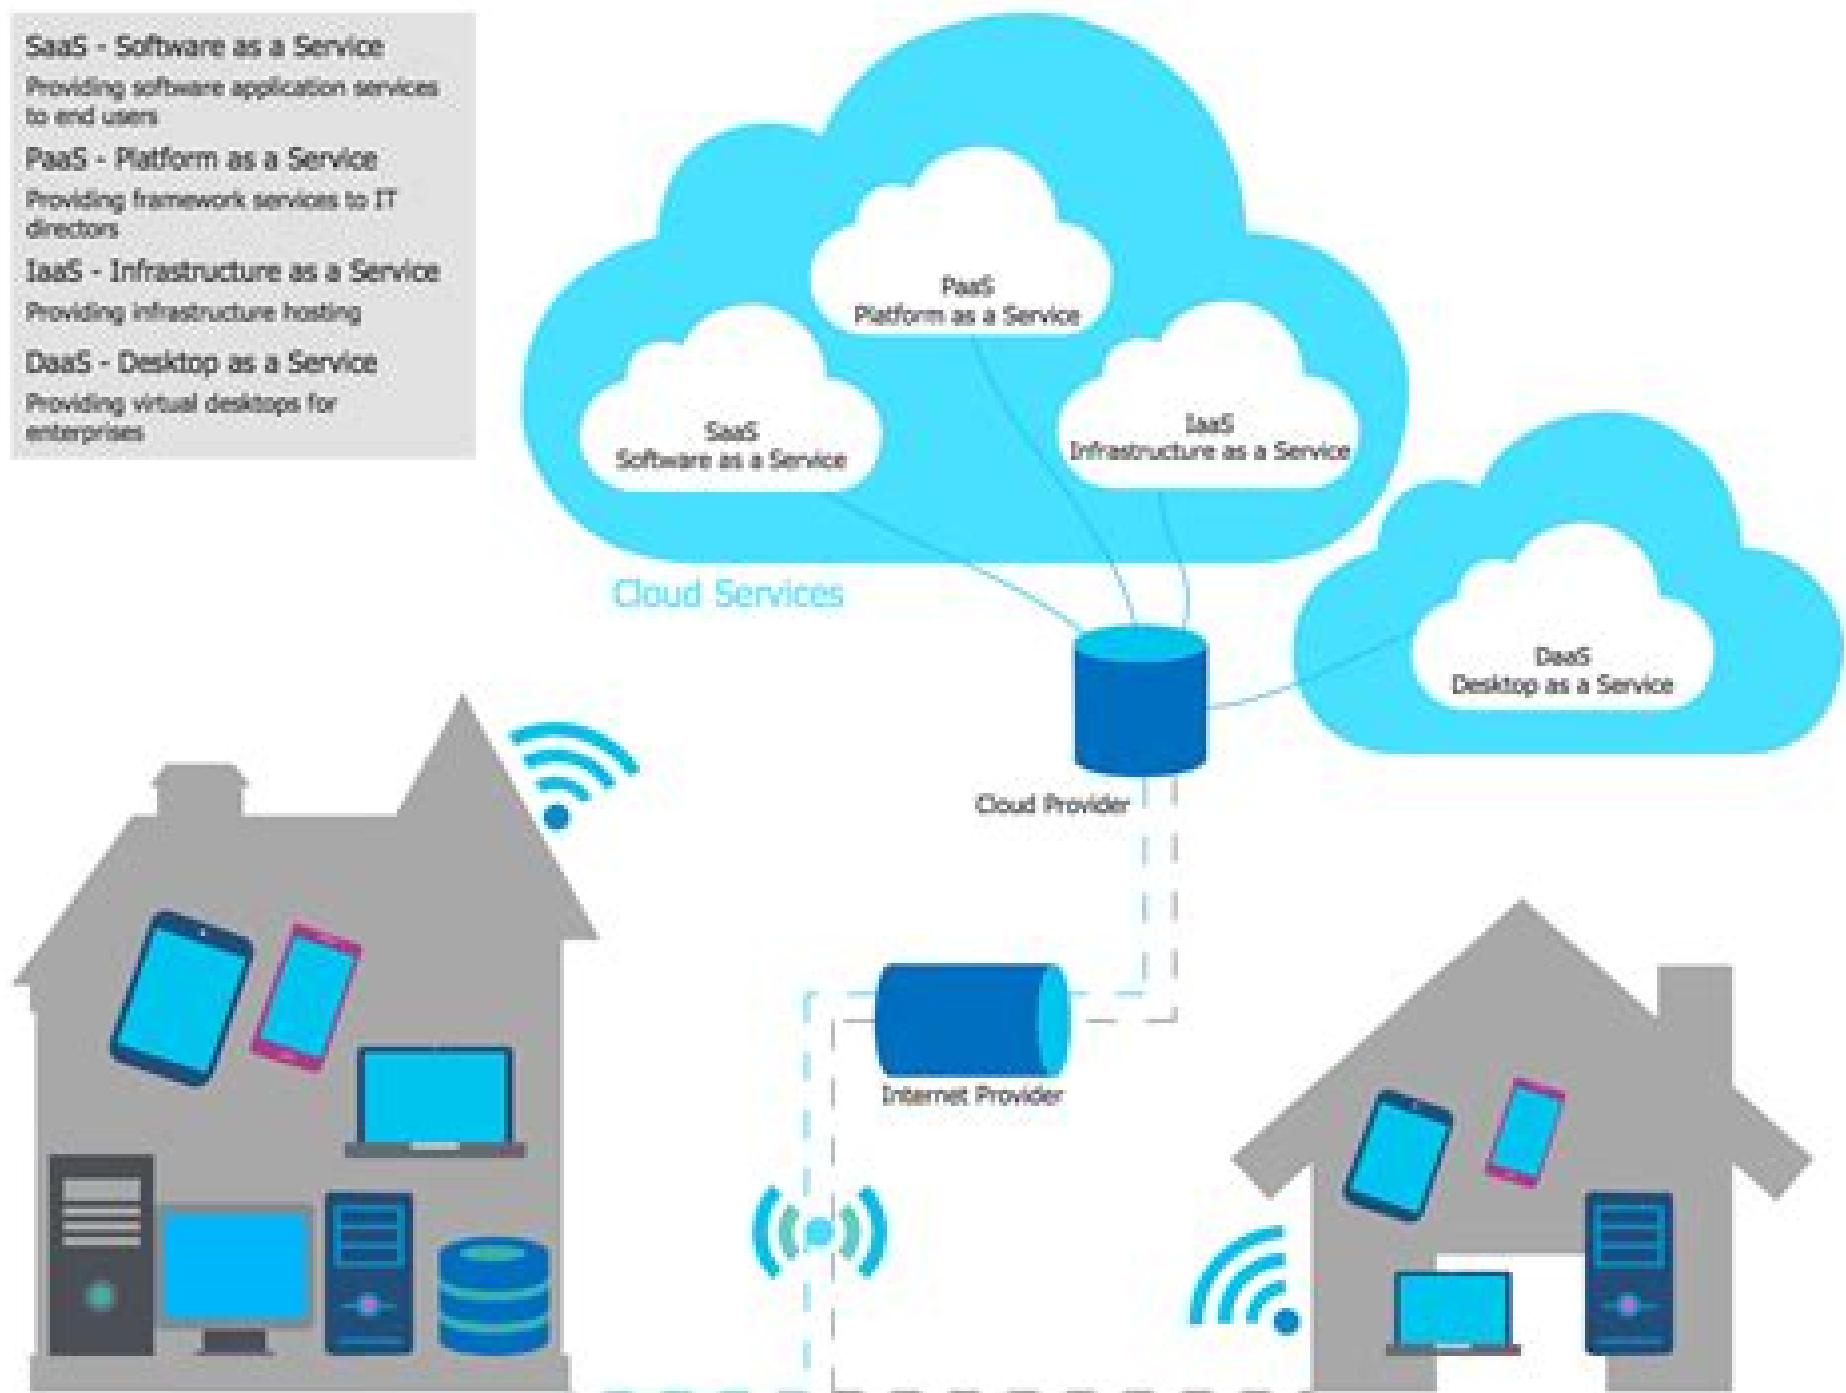 SaaS - Software as a Service
Providing software application services
to end users
PaaS - Platform as a Service
Providing framework services to IT
directors
IaaS - Infrastructure as a Service
Providing infrastructure hosting
DaaS - Desktop as a Service
Providing virtual desktops for
enterprises
PaaS
Platform as a Service
SaaS
Software as a Service
IaaS
Infrastructure as a Service
Cloud Services
DaaS
Desktop as a Service
Cloud Provider
Internet Provider